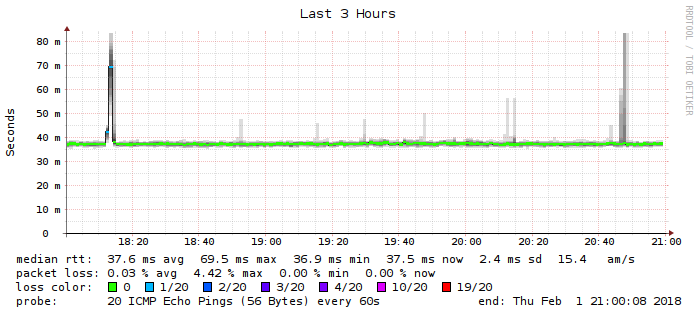 Last 3 Hours
RRDTOOL / TOBI OETIKER
Seconds
80 m
70 m
60 m
50 m
40 m
30 m
20 m
10 m
0
18:20 18:40 19:00 19:20 19:40 20:00 20:20 20:40 21:00
median rtt: 37.6 ms avg 69.5 ms max 36.9 ms min 37.5 ms now 2.4 ms sd 15.4 am/s
packet loss: 0.03 % avg 4.42 % max 0.00 % min 0.00 % now
loss color: 0 1/20 2/20 3/20 4/20 10/20 19/20
probe: 20 ICMP Echo Pings (56 Bytes) every 60s end: Thu Feb 1 21:00:08 2018